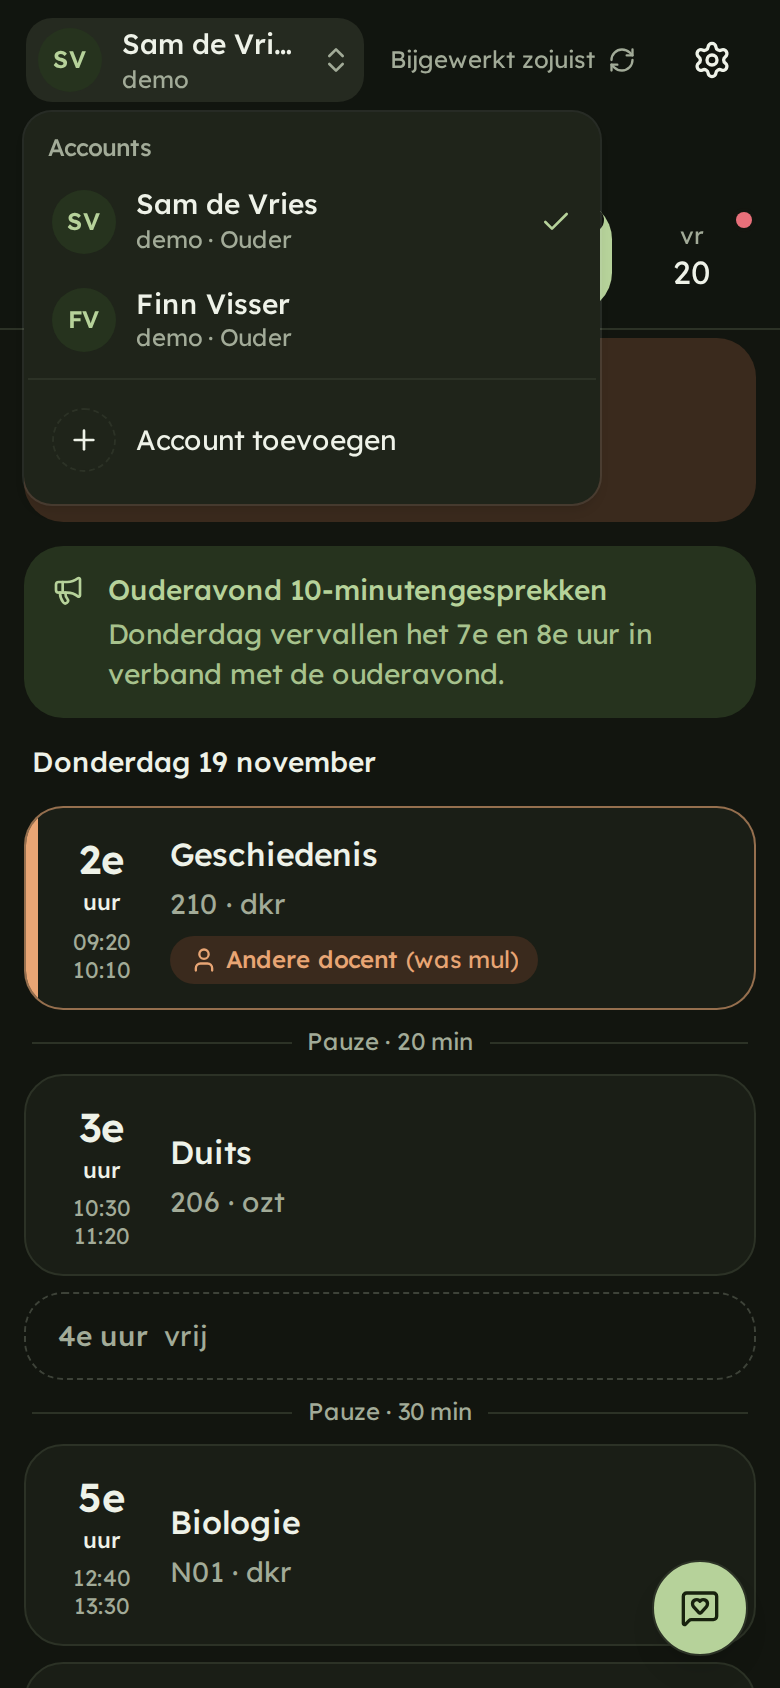 SV
Sam de Vri...
demo
Bijgewerkt zojuist
Accounts
SV
Sam de Vries
demo · Ouder
FV
Finn Visser
demo · Ouder
Account toevoegen
vr
20
Ouderavond 10-minutengesprekken
Donderdag vervallen het 7e en 8e uur in
verband met de ouderavond.
Donderdag 19 november
2e
uur
09:20
10:10
Geschiedenis
210 · dkr
Andere docent (was mul)
Pauze · 20 min
3e
uur
10:30
11:20
Duits
206 · ozt
4e uur vrij
Pauze · 30 min
5e
uur
12:40
13:30
Biologie
N01 · dkr